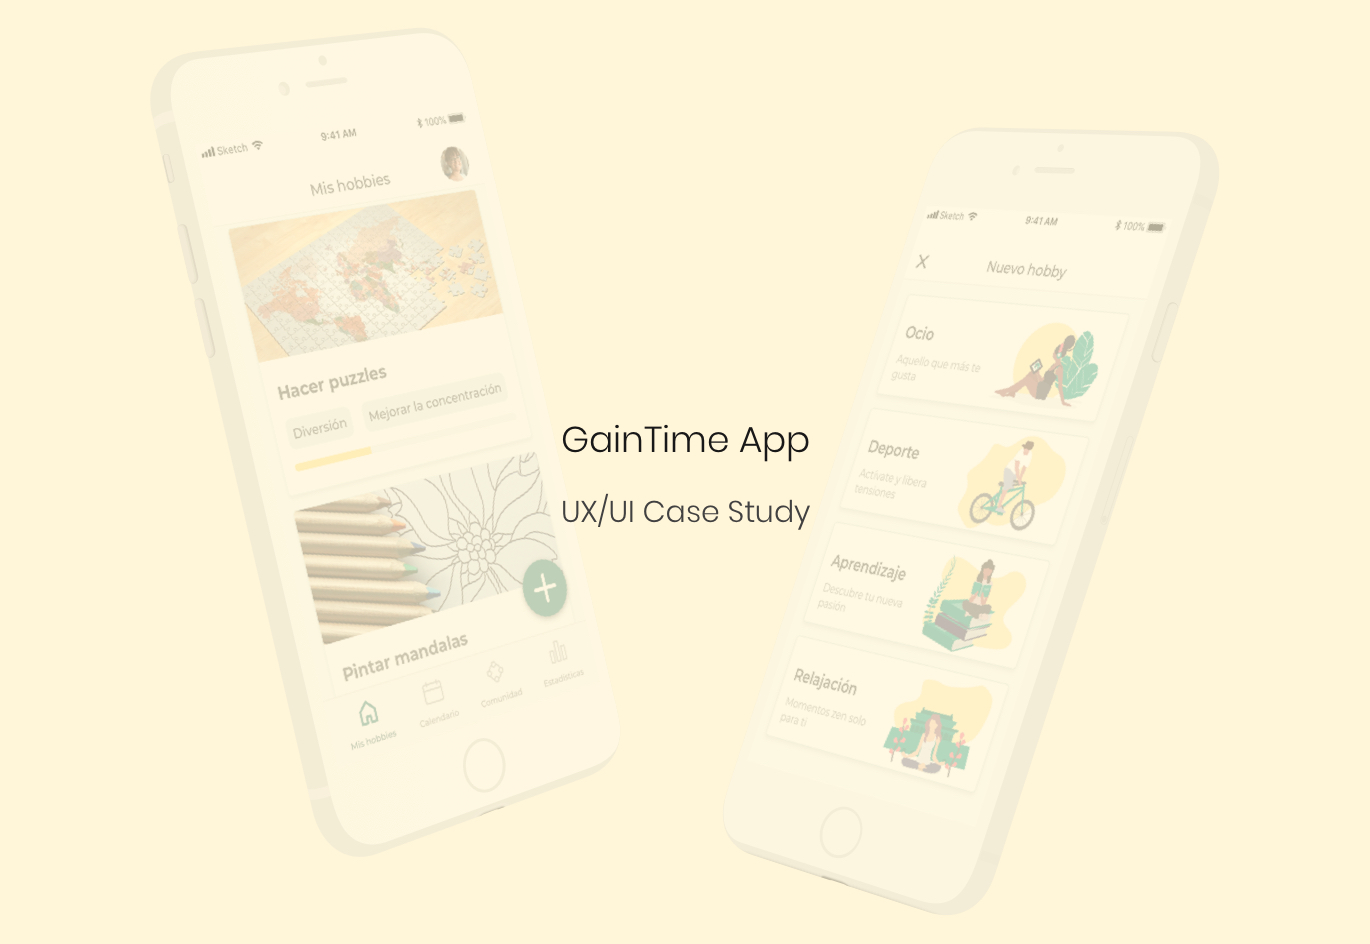 Sketch
9:41 AM
100%
Mis hobbies
Hacer puzzles
Diversión
Mejorar la concentración
Pintar mandalas
Mis hobbies
Calendario
Comunidad
Estadísticas
GainTime App
UX/UI Case Study
Sketch
9:41 AM
100%
X
Nuevo hobby
Ocio
Aquello que más te
gusta
Deporte
Actívate y libera
tensiones
Aprendizaje
Descubre tu nueva
pasión
Relajación
Momentos zen solo
para ti